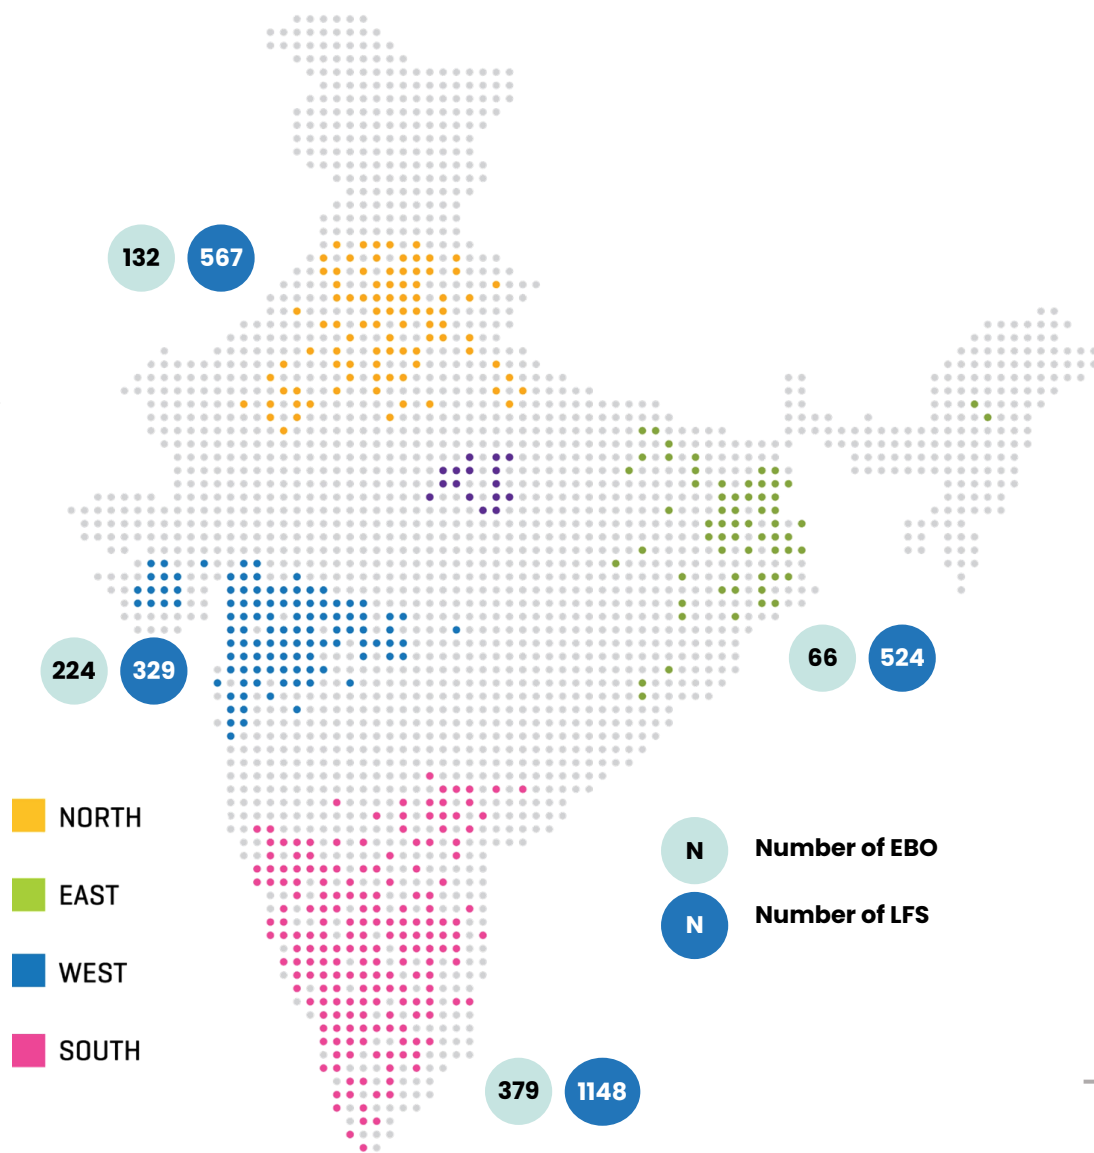 132 567
224 329
66 524
NORTH
EAST
WEST
SOUTH
N Number of EBO
N Number of LFS
379 1148